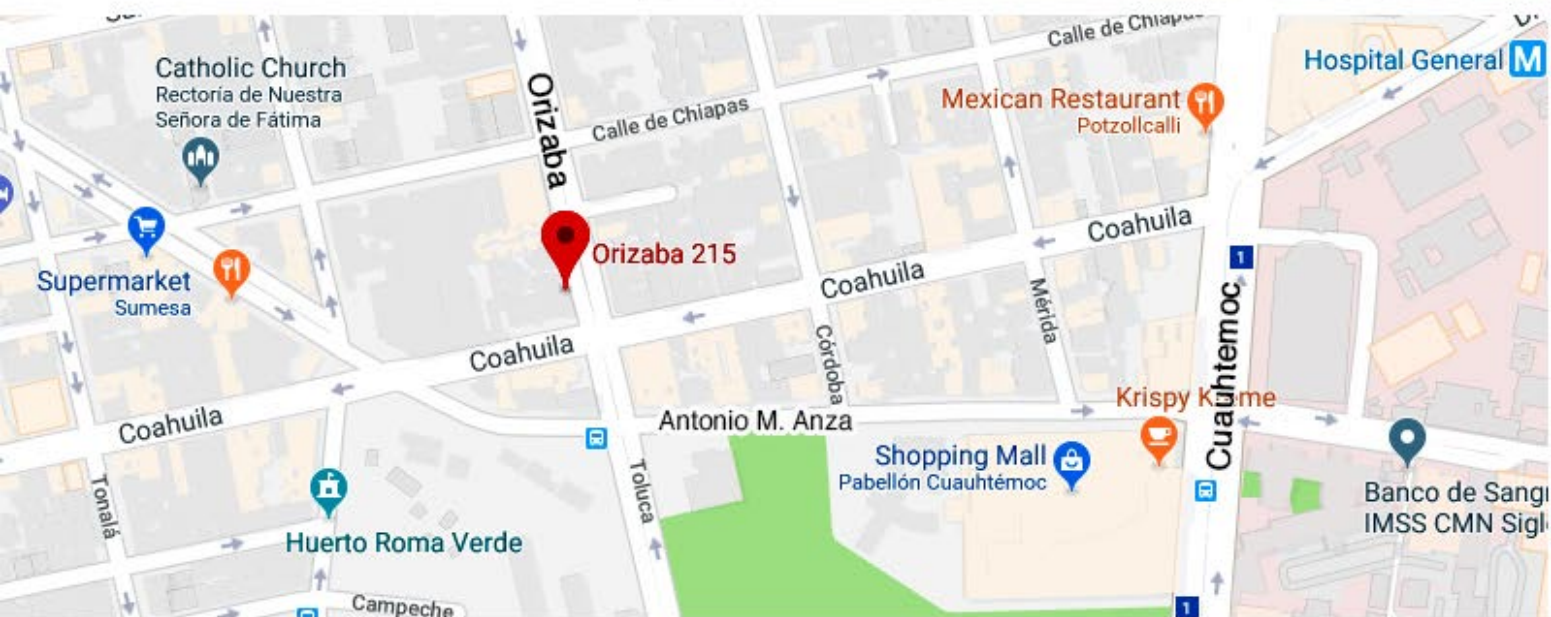 Calle de Chiapas
Hospital General M
Catholic Church
Rectoría de Nuestra
Señora de Fátima
Orizaba
Mexican Restaurant
Potzollcalli
Calle de Chiapas
Coahuila
Orizaba 215
1
Supermarket
Sumesa
Coahuila
Mérida
Cuauhtemoc
Coahuila
Córdoba
Krispy
Antonio M. Anza
Coahuila
Shopping Mall
Pabellón Cuauhtémoc
Toluca
Tonalá
Banco de
IMSS CMN
Huerto Roma Verde
Campeche
1